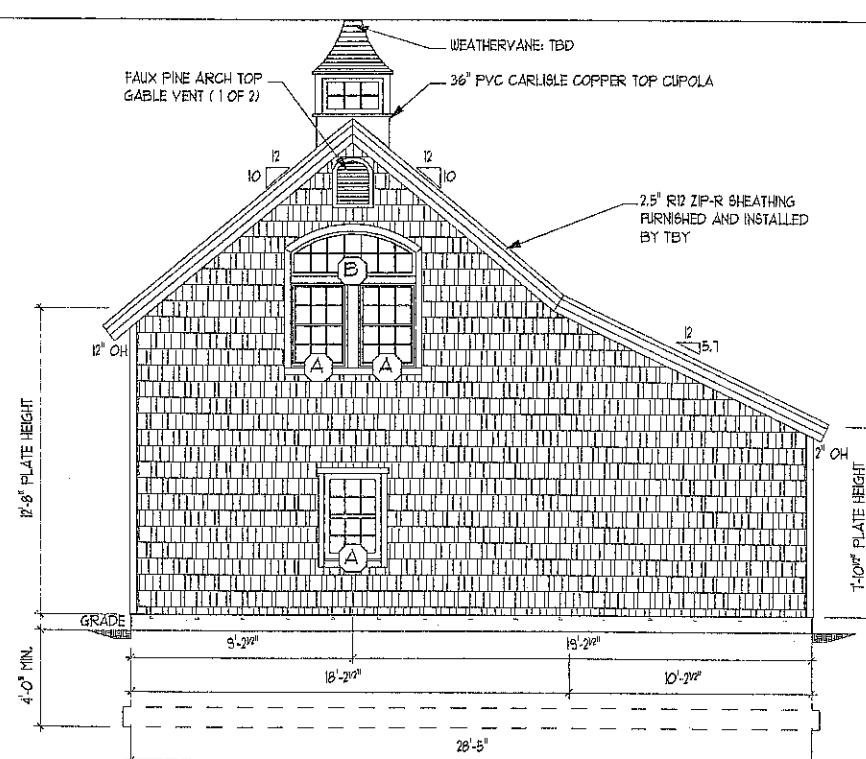 WEATHERVANE: TBD
FAUX PINE ARCH TOP
GABLE VENT ( 1 OF 2)
36" PVC CARLISLE COPPER TOP CUPOLA
12
10
12
10
2.5" R12 ZIP-R SHEATHING
FURNISHED AND INSTALLED
BY TBY
B
12" OH
12
5.7
A
A
12'-8" PLATE HEIGHT
2" OH
7'-10 1/2" PLATE HEIGHT
A
GRADE
4'-0" MIN.
9'-2 1/2"
19'-2 1/2"
18'-2 1/2"
10'-2 1/2"
28'-5"